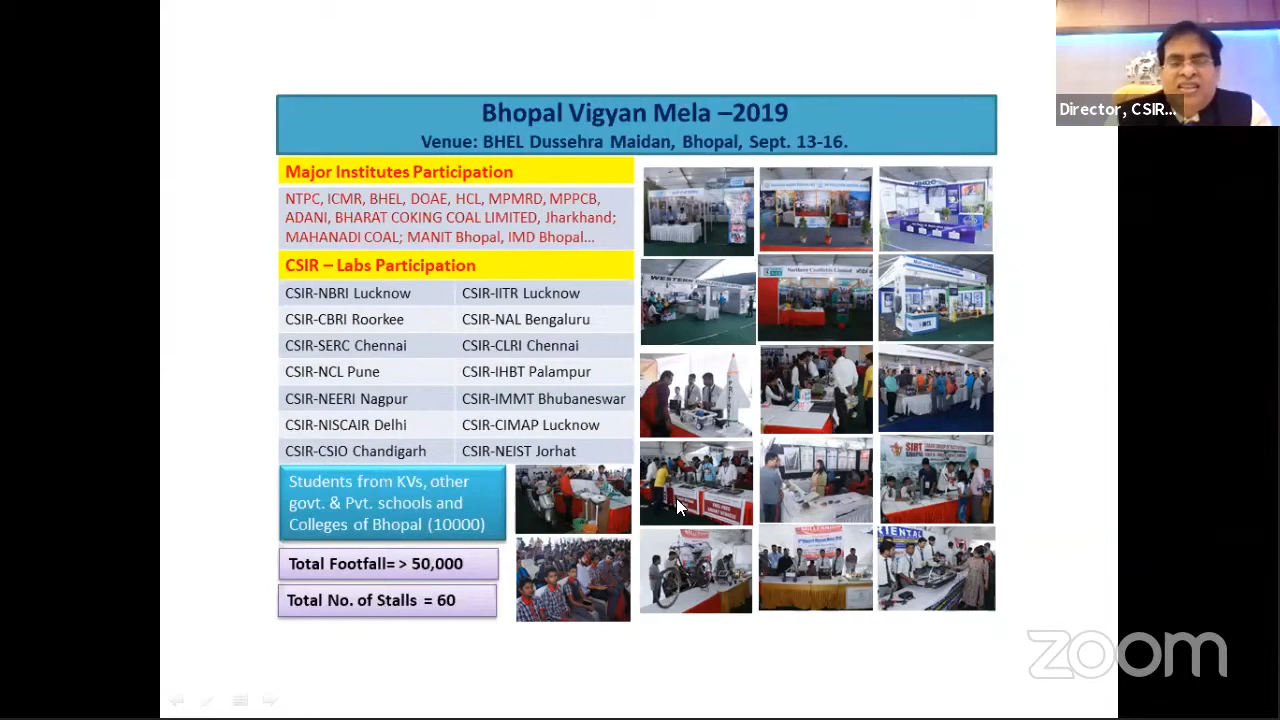 Bhopal Vigyan Mela –2019
Venue: BHEL Dussehra Maidan, Bhopal, Sept. 13-16.
Major Institutes Participation
NTPC, ICMR, BHEL, DOAE, HCL, MPMRD, MPPCB,
ADANI, BHARAT COKING COAL LIMITED, Jharkhand;
MAHANADI COAL; MANIT Bhopal, IMD Bhopal...
CSIR – Labs Participation
CSIR-NBRI Lucknow CSIR-IITR Lucknow
CSIR-CBRI Roorkee CSIR-NAL Bengaluru
CSIR-SERC Chennai CSIR-CLRI Chennai
CSIR-NCL Pune CSIR-IHBT Palampur
CSIR-NEERI Nagpur CSIR-IMMT Bhubaneswar
CSIR-NISCAIR Delhi CSIR-CIMAP Lucknow
CSIR-CSIO Chandigarh CSIR-NEIST Jorhat
Students from KVs, other
govt. & Pvt. schools and
Colleges of Bhopal (10000)
Total Footfall= > 50,000
Total No. of Stalls = 60
WESTERN
Northern Coalfields Limited
SIRT
Director, CSIR...
zoom